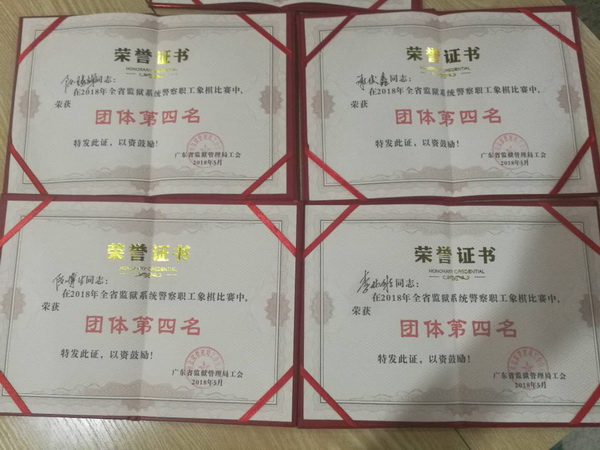 荣誉证书
HONORARY CREDENTIAL
同志：
在2018年全省监狱系统警察职工象棋比赛中，
荣获
团体第四名
特发此证，以资鼓励！
广东省监狱管理局工会
2018年5月
荣誉证书
HONORARY CREDENTIAL
同志：
在2018年全省监狱系统警察职工象棋比赛中，
荣获
团体第四名
特发此证，以资鼓励！
广东省监狱管理局工会
2018年5月
荣誉证书
HONORARY CREDENTIAL
同志：
在2018年全省监狱系统警察职工象棋比赛中，
荣获
团体第四名
特发此证，以资鼓励！
广东省监狱管理局工会
2018年5月
荣誉证书
HONORARY CREDENTIAL
同志：
在2018年全省监狱系统警察职工象棋比赛中，
荣获
团体第四名
特发此证，以资鼓励！
广东省监狱管理局工会
2018年5月